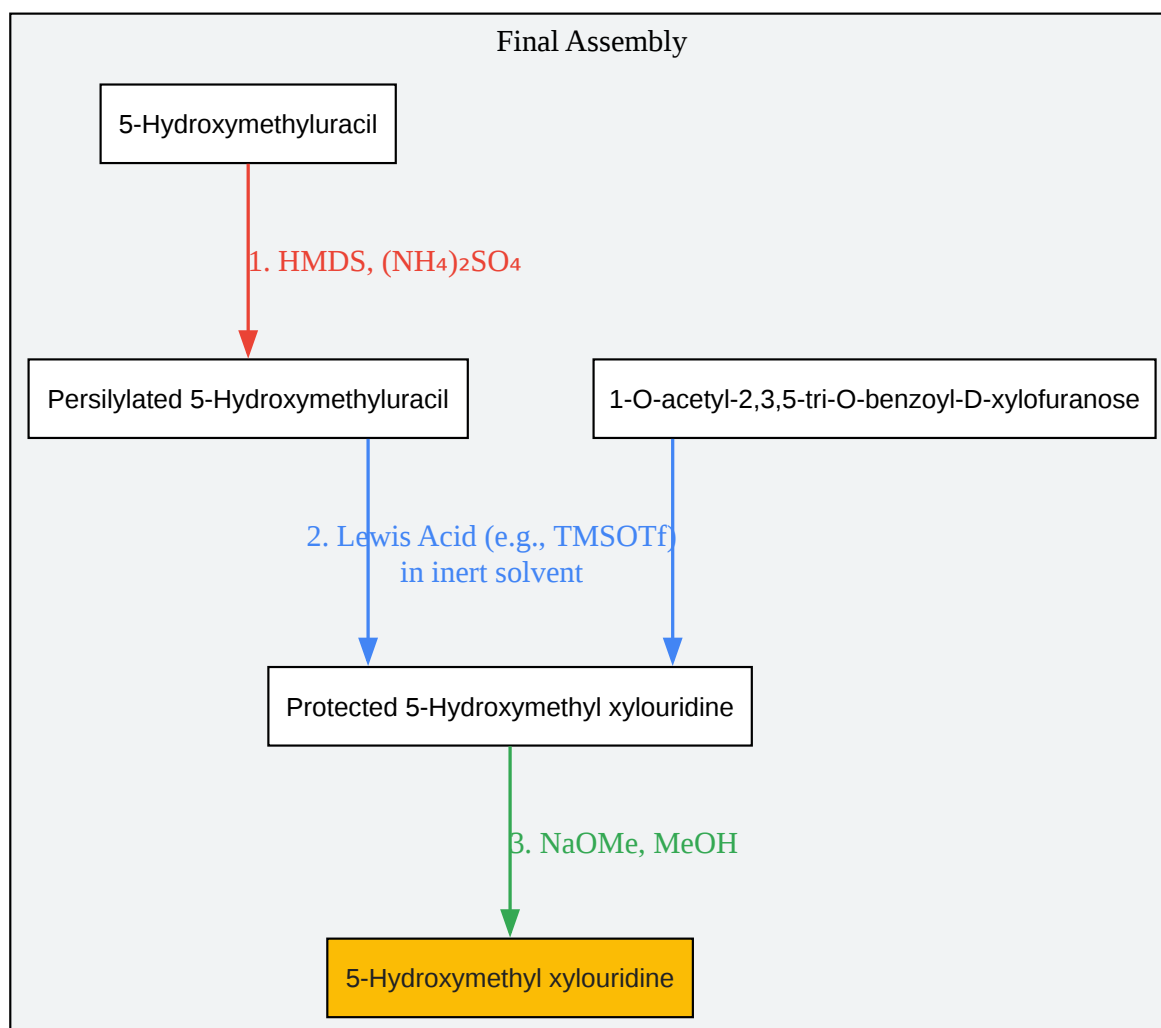 Final Assembly
5-Hydroxymethyluracil
1. HMDS, (NH₄)₂SO₄
Persilylated 5-Hydroxymethyluracil
1-O-acetyl-2,3,5-tri-O-benzoyl-D-xylofuranose
2. Lewis Acid (e.g., TMSOTf)
in inert solvent
Protected 5-Hydroxymethyl xylouridine
3. NaOMe, MeOH
5-Hydroxymethyl xylouridine